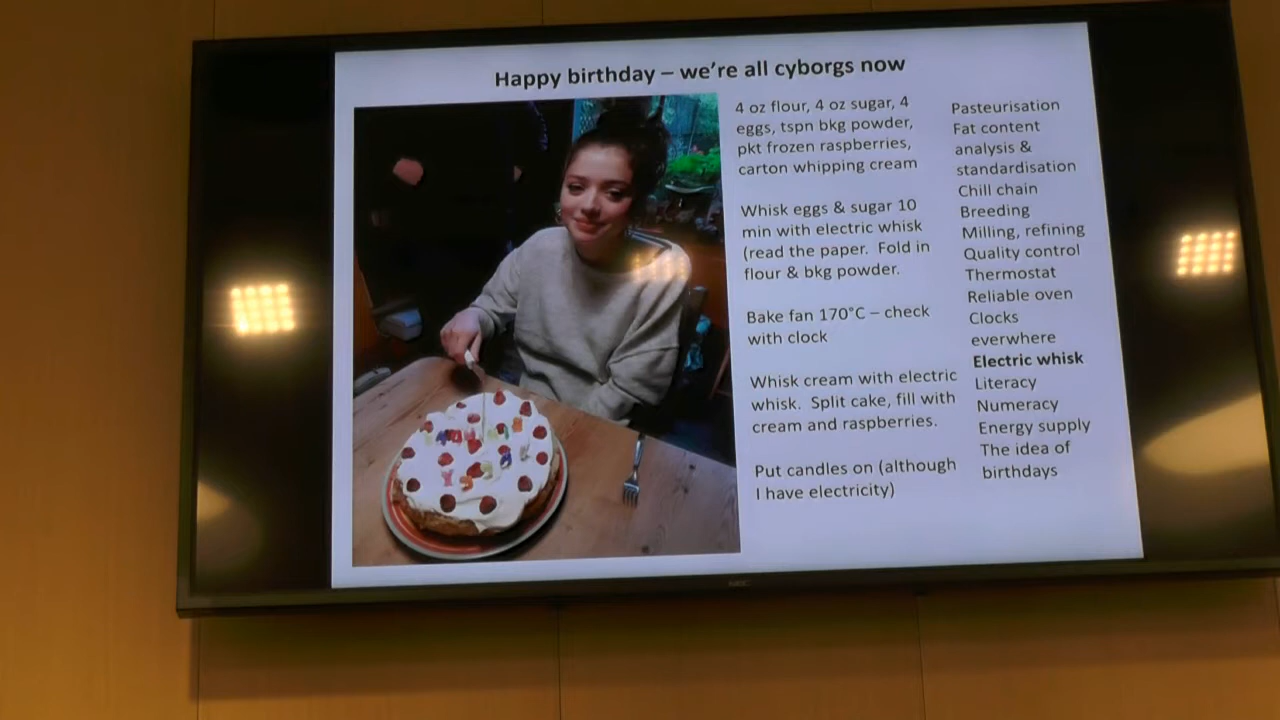 Happy birthday – we're all cyborgs now
4 oz flour, 4 oz sugar, 4
eggs, tspn bkg powder,
pkt frozen raspberries,
carton whipping cream
Whisk eggs & sugar 10
min with electric whisk
(read the paper.  Fold in
flour & bkg powder.
Bake fan 170°C – check
with clock
Whisk cream with electric
whisk.  Split cake, fill with
cream and raspberries.
Put candles on (although
I have electricity)
Pasteurisation
Fat content
analysis &
standardisation
Chill chain
Breeding
Milling, refining
Quality control
Thermostat
Reliable oven
Clocks
everwhere
Electric whisk
Literacy
Numeracy
Energy supply
The idea of
birthdays
NEC